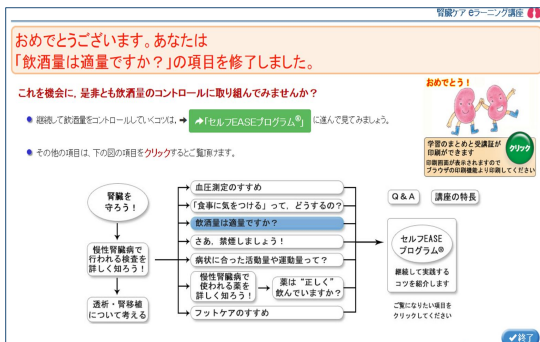 腎臓ケア eラーニング講座
おめでとうございます。あなたは
「飲酒量は適量ですか?」の項目を修了しました。
これを機会に、是非とも飲酒量のコントロールに取り組んでみませんか?
継続して飲酒量をコントロールしていくコツは、➡ 「セルフEASEプログラム®」 に進んで見てみましょう。
その他の項目は、下の図の項目をクリックするとご覧頂けます。
おめでとう!
学習のまとめと受講証が
印刷ができます
クリック
印刷画面が表示されますので
ブラウザの印刷機能より印刷してください
腎臓を
守ろう!
慢性腎臓病で
行われる検査を
詳しく知ろう!
透析・腎移植
について考える
血圧測定のすすめ
「食事に気をつける」って、どうするの?
飲酒量は適量ですか?
さあ、禁煙しましょう!
病状に合った活動量や運動量って?
慢性腎臓病で
使われる薬を
詳しく知ろう!
薬は“正しく”
飲んでいますか?
フットケアのすすめ
Q&A
講座の特長
セルフEASE
プログラム®
継続して実践する
コツを紹介します
ご覧になりたい項目を
クリックしてください
終了